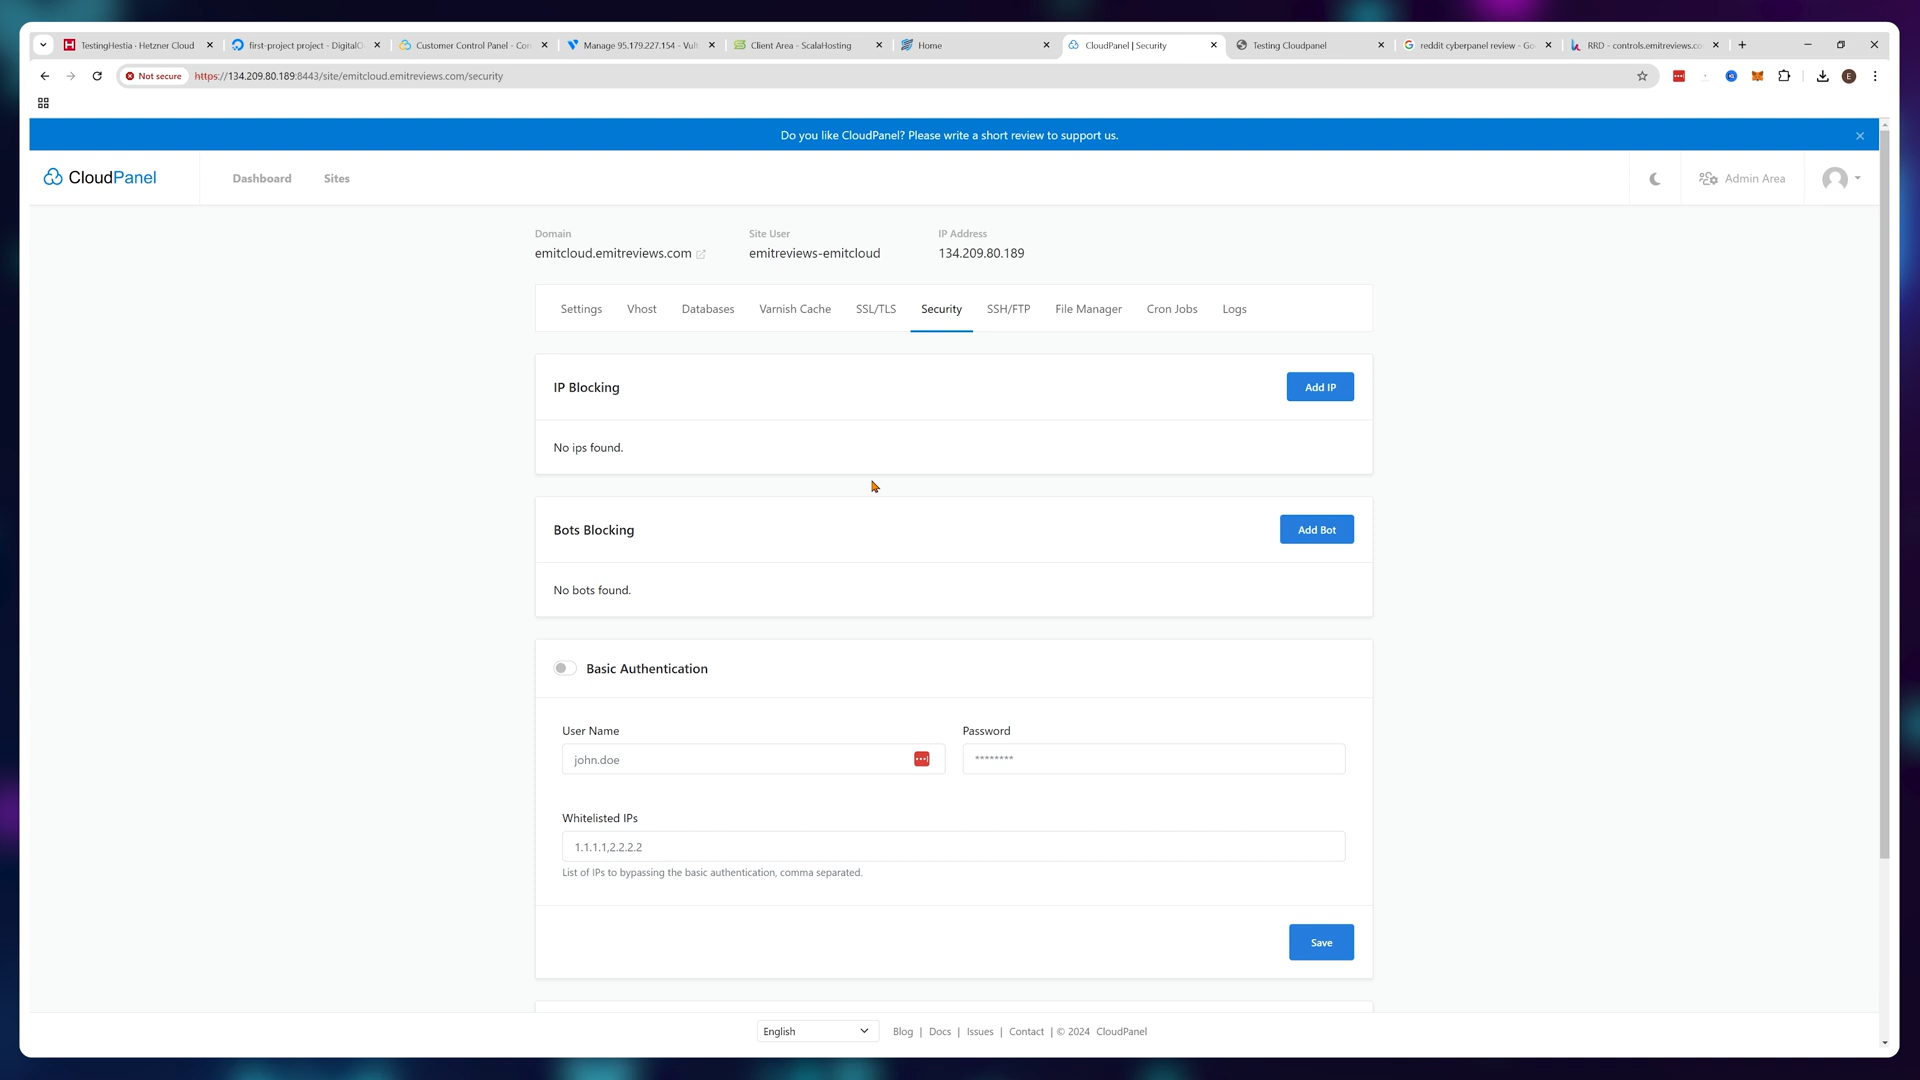 TestingHestia · Hetzner Cloud
first-project project - DigitalO
Customer Control Panel - Con
Manage 95.179.227.154 - Vult
Client Area - ScalaHosting
Home
CloudPanel | Security
Testing Cloudpanel
reddit cyberpanel review - Go
RRD - controls.emitreviews.co
Not secure
https://134.209.80.189:8443/site/emitcloud.emitreviews.com/security
E
Do you like CloudPanel? Please write a short review to support us.
CloudPanel
Dashboard
Sites
Admin Area
Domain
Site User
IP Address
emitcloud.emitreviews.com
emitreviews-emitcloud
134.209.80.189
Settings
Vhost
Databases
Varnish Cache
SSL/TLS
Security
SSH/FTP
File Manager
Cron Jobs
Logs
IP Blocking
Add IP
No ips found.
Bots Blocking
Add Bot
No bots found.
Basic Authentication
User Name
Password
john.doe
********
Whitelisted IPs
1.1.1.1,2.2.2.2
List of IPs to bypassing the basic authentication, comma separated.
Save
English
Blog | Docs | Issues | Contact | © 2024 CloudPanel